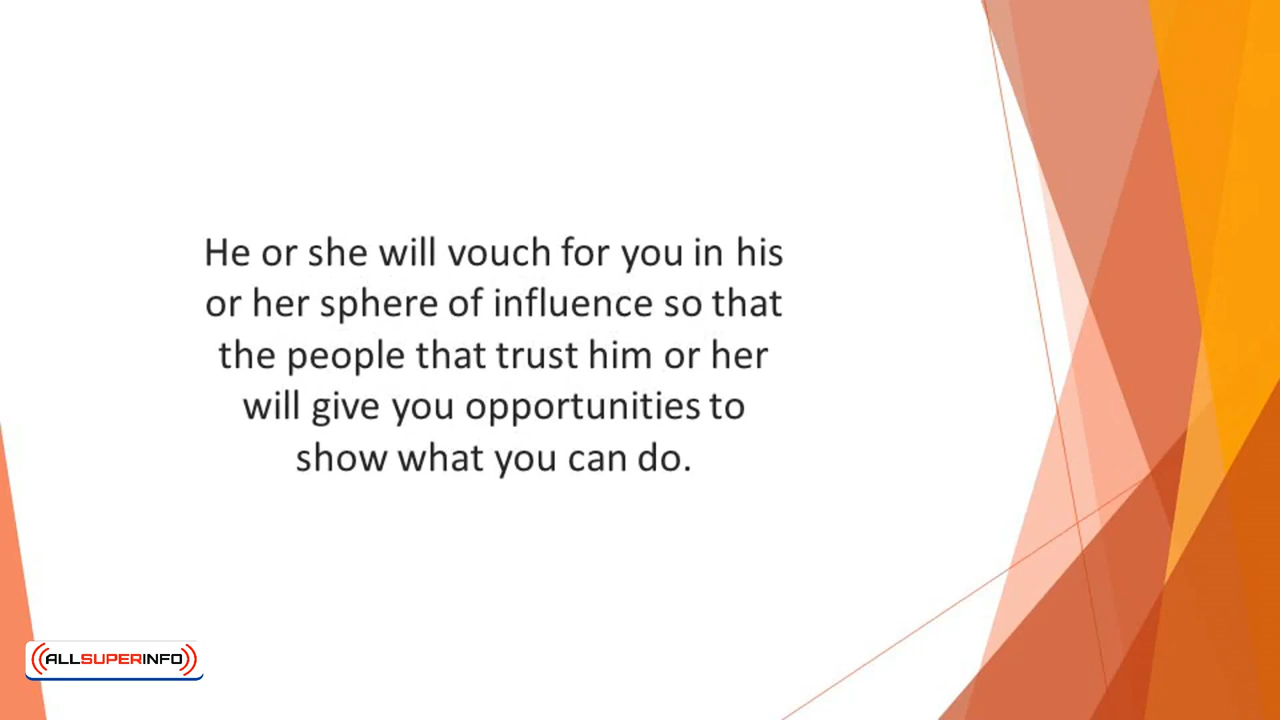 He or she will vouch for you in his
or her sphere of influence so that
the people that trust him or her
will give you opportunities to
show what you can do.
ALLSUPERINFO